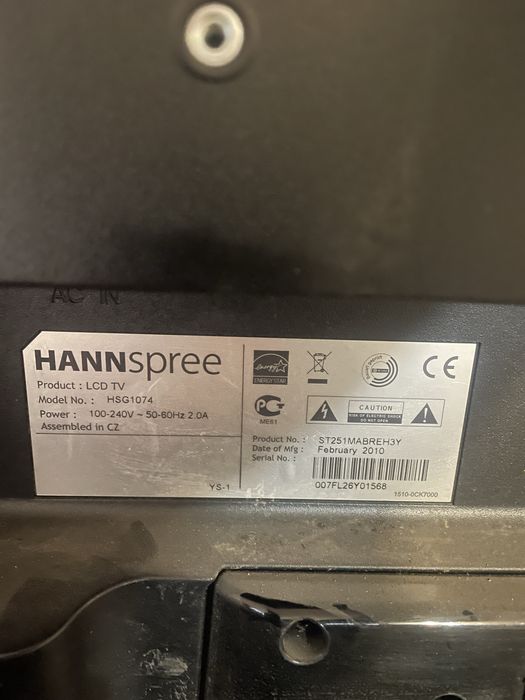 AC IN
HANNspree
Product : LCD TV
Model No. : HSG1074
Power : 100-240V ~ 50-60Hz 2.0A
Assembled in CZ
YS-1
ENERGY STAR
ME61
CAUTION
RISK OF ELECTRIC SHOCK
DO NOT OPEN
Product No. : ST251MABREH3Y
Date of Mfg : February 2010
Serial No. :
007FL26Y01568
1510-0CK7000
CE